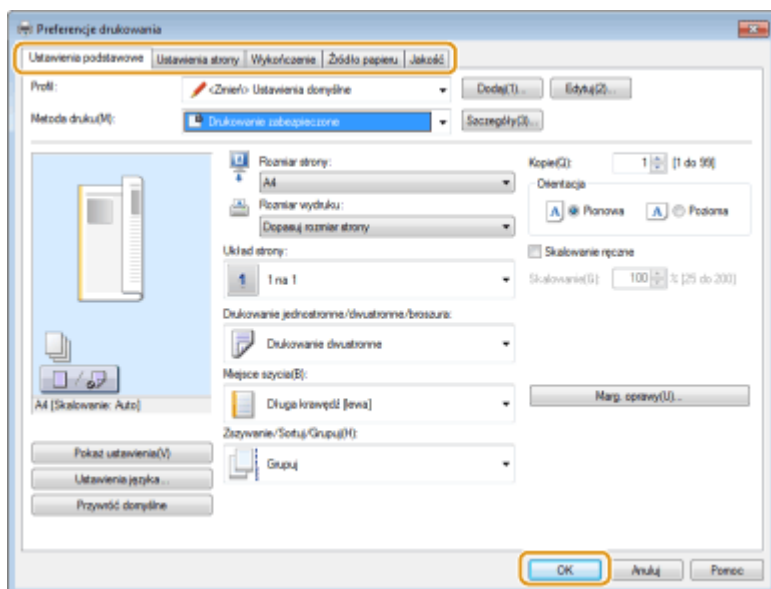 Preferencje drukowania
Ustawienia podstawowe Ustawienia strony Wykończenie Źródło papieru Jakość
Profil: <Zmień> Ustawienia domyślne Dodaj(1)... Edytuj(2)...
Metoda druku(M): Drukowanie zabezpieczone Szczegóły(3)...
Rozmiar strony:
A4
Rozmiar wydruku:
Dopasuj rozmiar strony
Kopie(Q): 1 [1 do 99]
Orientacja
A Pionowa A Pozioma
Układ strony:
1 1 na 1
Skalowanie ręczne
Skalowanie(G): 100 % [25 do 200]
Drukowanie jednostronne/dwustronne/broszura:
Drukowanie dwustronne
Miejsce szycia(B):
Długa krawędź [lewa]
Marg. oprawy(U)...
A4 [Skalowanie: Auto]
Zszywanie/Sortuj/Grupuj(H):
Grupuj
Pokaż ustawienia(V)
Ustawienia języka...
Przywróć domyślne
OK Anuluj Pomoc